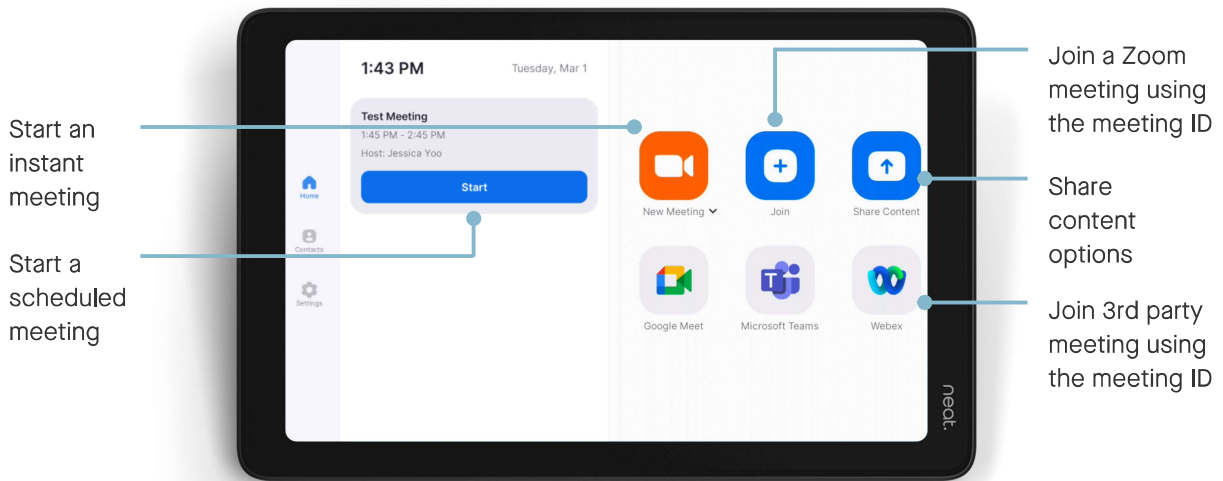 Start an
instant
meeting
Start a
scheduled
meeting
1:43 PM
Tuesday, Mar 1
Test Meeting
1:45 PM - 2:45 PM
Host: Jessica Yoo
Start
Home
Contacts
Settings
New Meeting
Join
Share Content
Google Meet
Microsoft Teams
Webex
neat.
Join a Zoom
meeting using
the meeting ID
Share
content
options
Join 3rd party
meeting using
the meeting ID